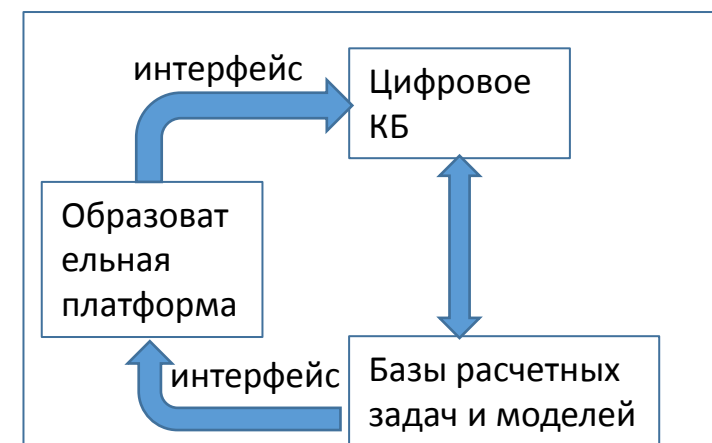 интерфейс
Цифровое
КБ
Образоват
ельная
платформа
интерфейс
Базы расчетных
задач и моделей